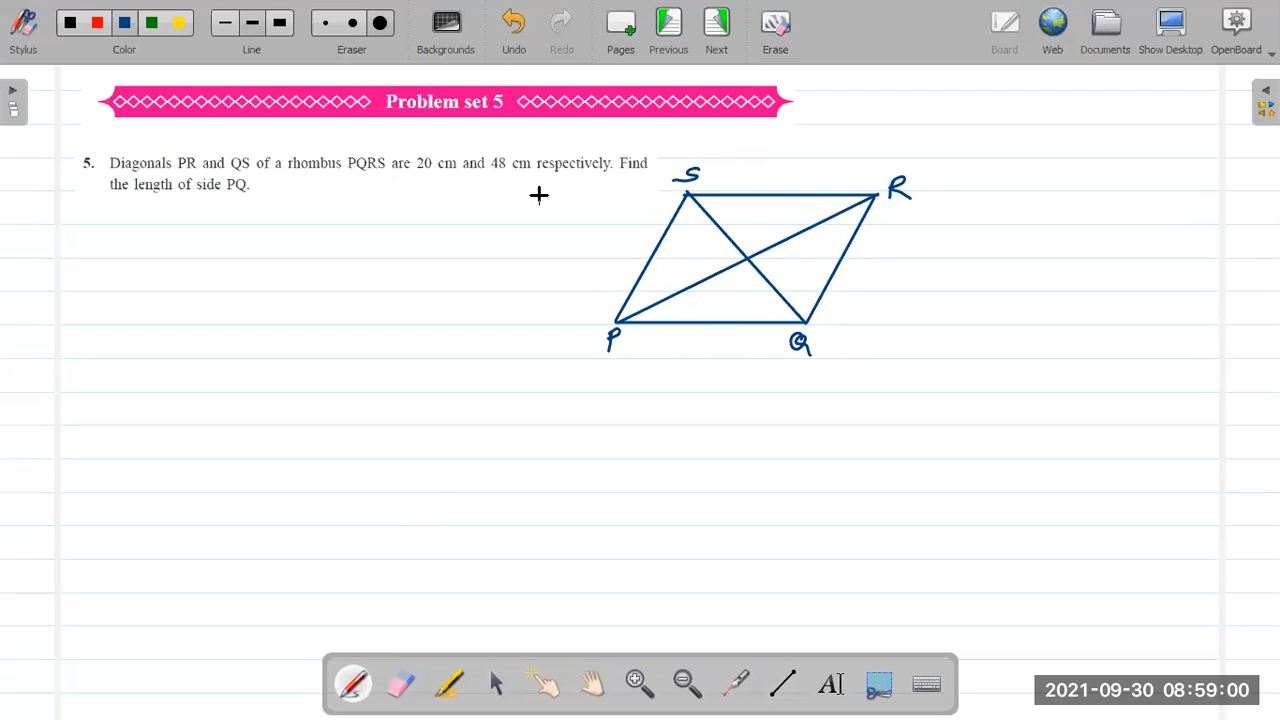 Stylus Color Line Eraser Backgrounds Undo Redo Pages Previous Next Erase Board Web Documents Show Desktop OpenBoard
Problem set 5
5. Diagonals PR and QS of a rhombus PQRS are 20 cm and 48 cm respectively. Find
the length of side PQ.
S
R
P
Q
AI
2021-09-30 08:59:00